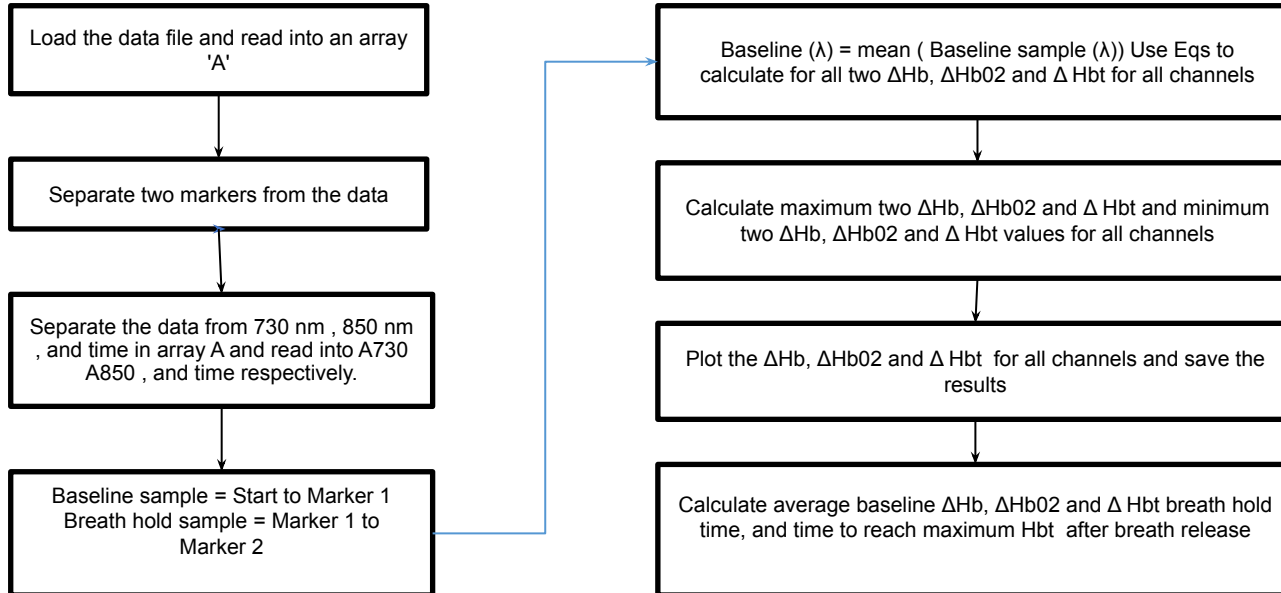 Load the data file and read into an array
'A'
Separate two markers from the data
Separate the data from 730 nm , 850 nm
, and time in array A and read into A730
A850 , and time respectively.
Baseline sample = Start to Marker 1
Breath hold sample = Marker 1 to
Marker 2
Baseline (λ) = mean ( Baseline sample (λ)) Use Eqs to
calculate for all two ΔHb, ΔHb02 and Δ Hbt for all channels
Calculate maximum two ΔHb, ΔHb02 and Δ Hbt and minimum
two ΔHb, ΔHb02 and Δ Hbt values for all channels
Plot the ΔHb, ΔHb02 and Δ Hbt for all channels and save the
results
Calculate average baseline ΔHb, ΔHb02 and Δ Hbt breath hold
time, and time to reach maximum Hbt after breath release